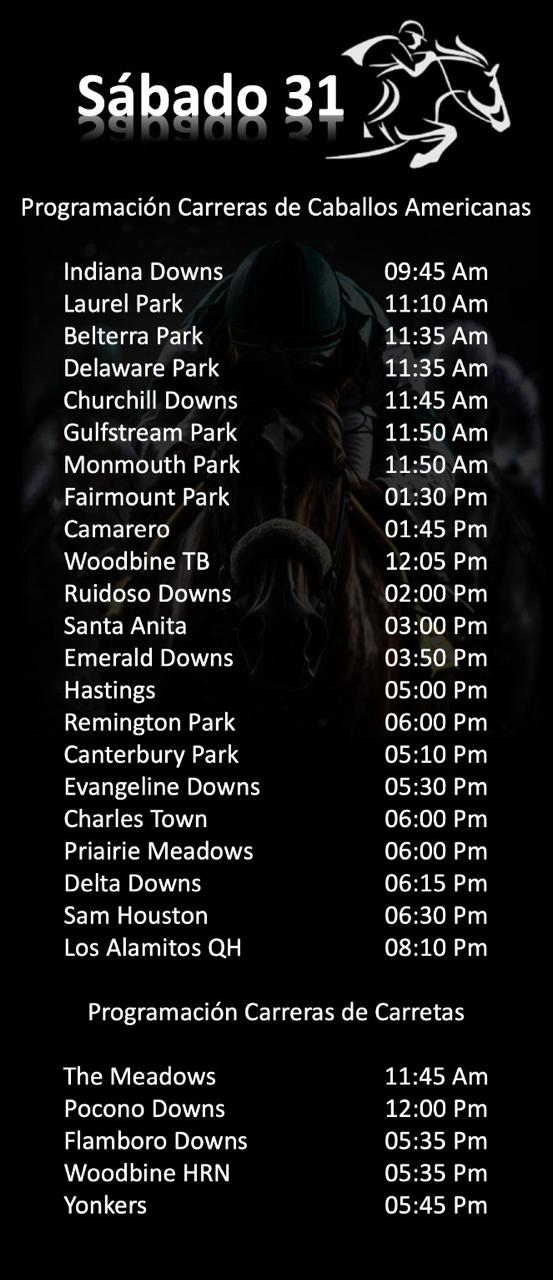 Sábado 31
Programación Carreras de Caballos Americanas
Indiana Downs 09:45 Am
Laurel Park 11:10 Am
Belterra Park 11:35 Am
Delaware Park 11:35 Am
Churchill Downs 11:45 Am
Gulfstream Park 11:50 Am
Monmouth Park 11:50 Am
Fairmount Park 01:30 Pm
Camarero 01:45 Pm
Woodbine TB 12:05 Pm
Ruidoso Downs 02:00 Pm
Santa Anita 03:00 Pm
Emerald Downs 03:50 Pm
Hastings 05:00 Pm
Remington Park 06:00 Pm
Canterbury Park 05:10 Pm
Evangeline Downs 05:30 Pm
Charles Town 06:00 Pm
Priairie Meadows 06:00 Pm
Delta Downs 06:15 Pm
Sam Houston 06:30 Pm
Los Alamitos QH 08:10 Pm
Programación Carreras de Carretas
The Meadows 11:45 Am
Pocono Downs 12:00 Pm
Flamboro Downs 05:35 Pm
Woodbine HRN 05:35 Pm
Yonkers 05:45 Pm